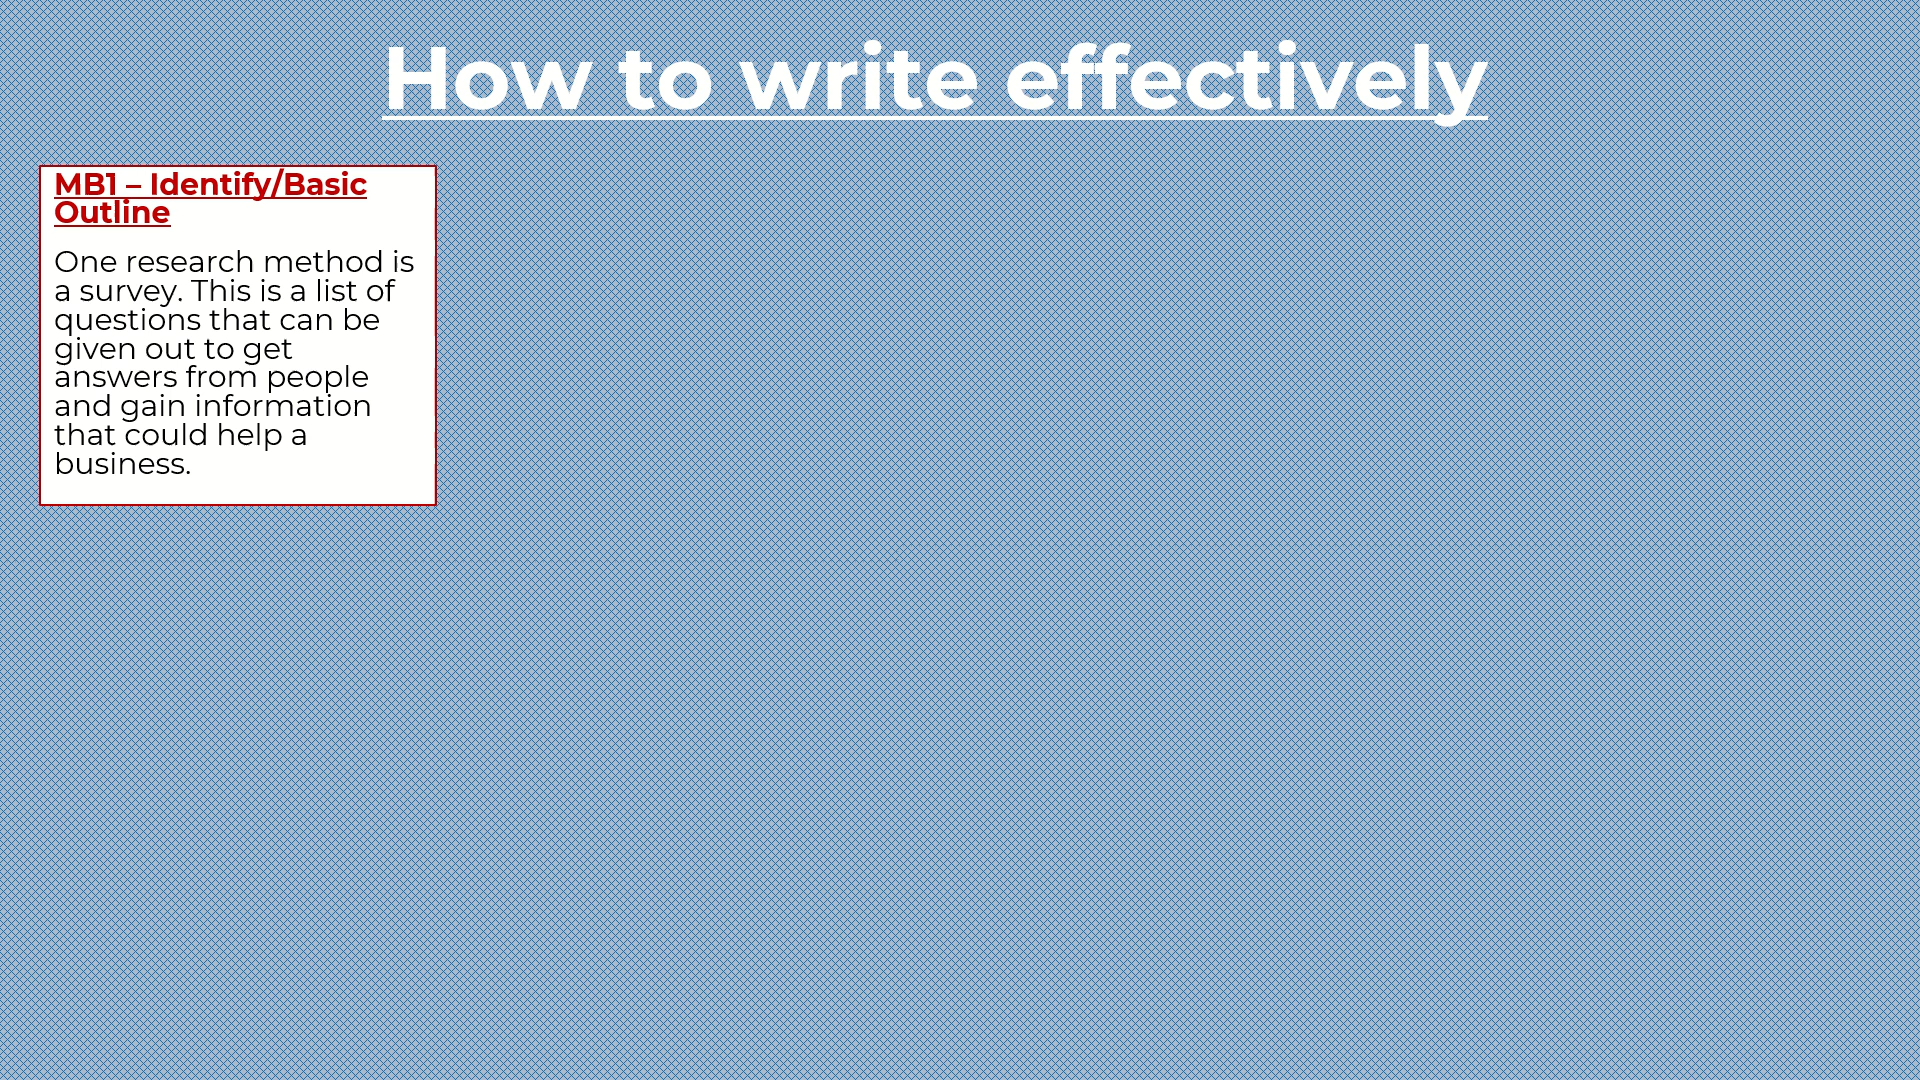 How to write effectively
MB1 – Identify/Basic
Outline
One research method is
a survey. This is a list of
questions that can be
given out to get
answers from people
and gain information
that could help a
business.